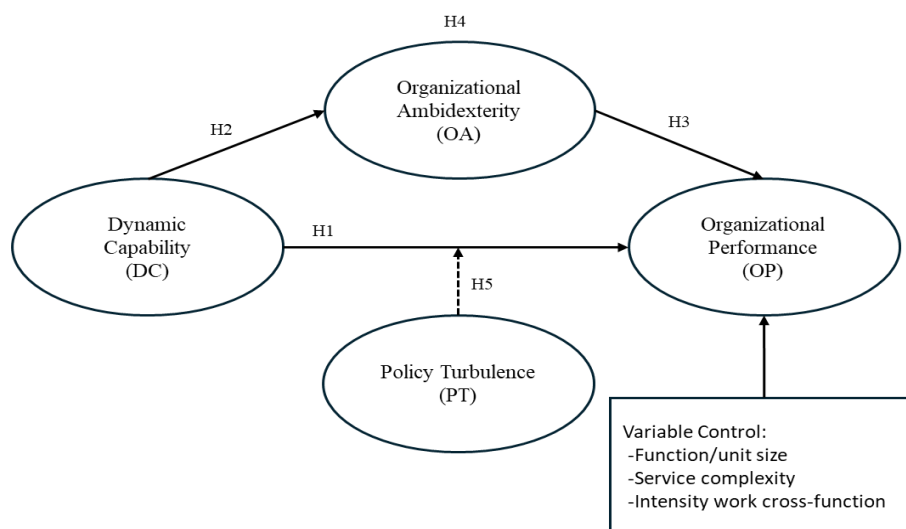 H4
Organizational
Ambidexterity
(OA)
H2
H3
Dynamic
Capability
(DC)
H1
Organizational
Performance
(OP)
H5
Policy Turbulence
(PT)
Variable Control:
-Function/unit size
-Service complexity
-Intensity work cross-function